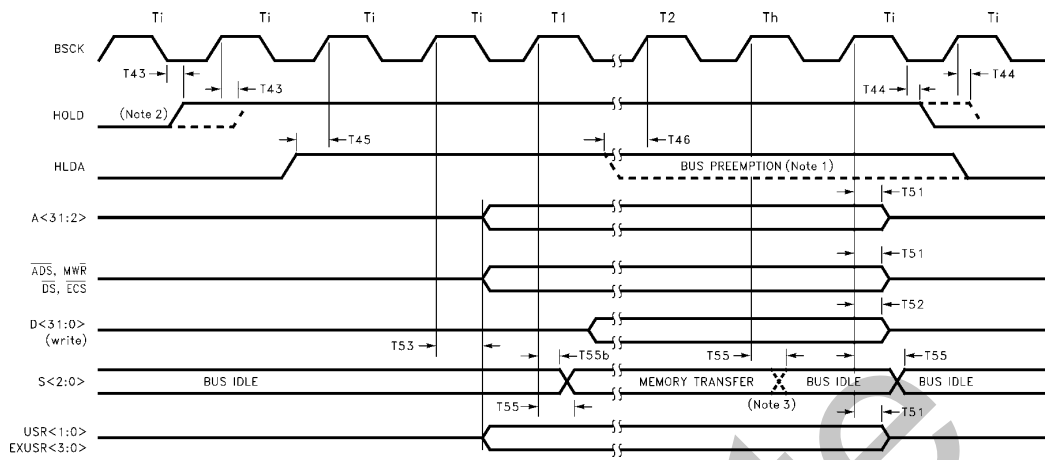 Ti Ti Ti Ti T1 T2 Th Ti Ti
BSCK
T43 T43 T44 T44
HOLD (Note 2)
T45 T46
HLDA BUS PREEMPTION (Note 1)
T51
A<31:2>
T51
ADS, MWR
DS, ECS
T52
D<31:0>
(write)
T53 T55b T55 T55
S<2:0> BUS IDLE MEMORY TRANSFER BUS IDLE BUS IDLE
(Note 3)
T55 T51
USR<1:0>
EXUSR<3:0>